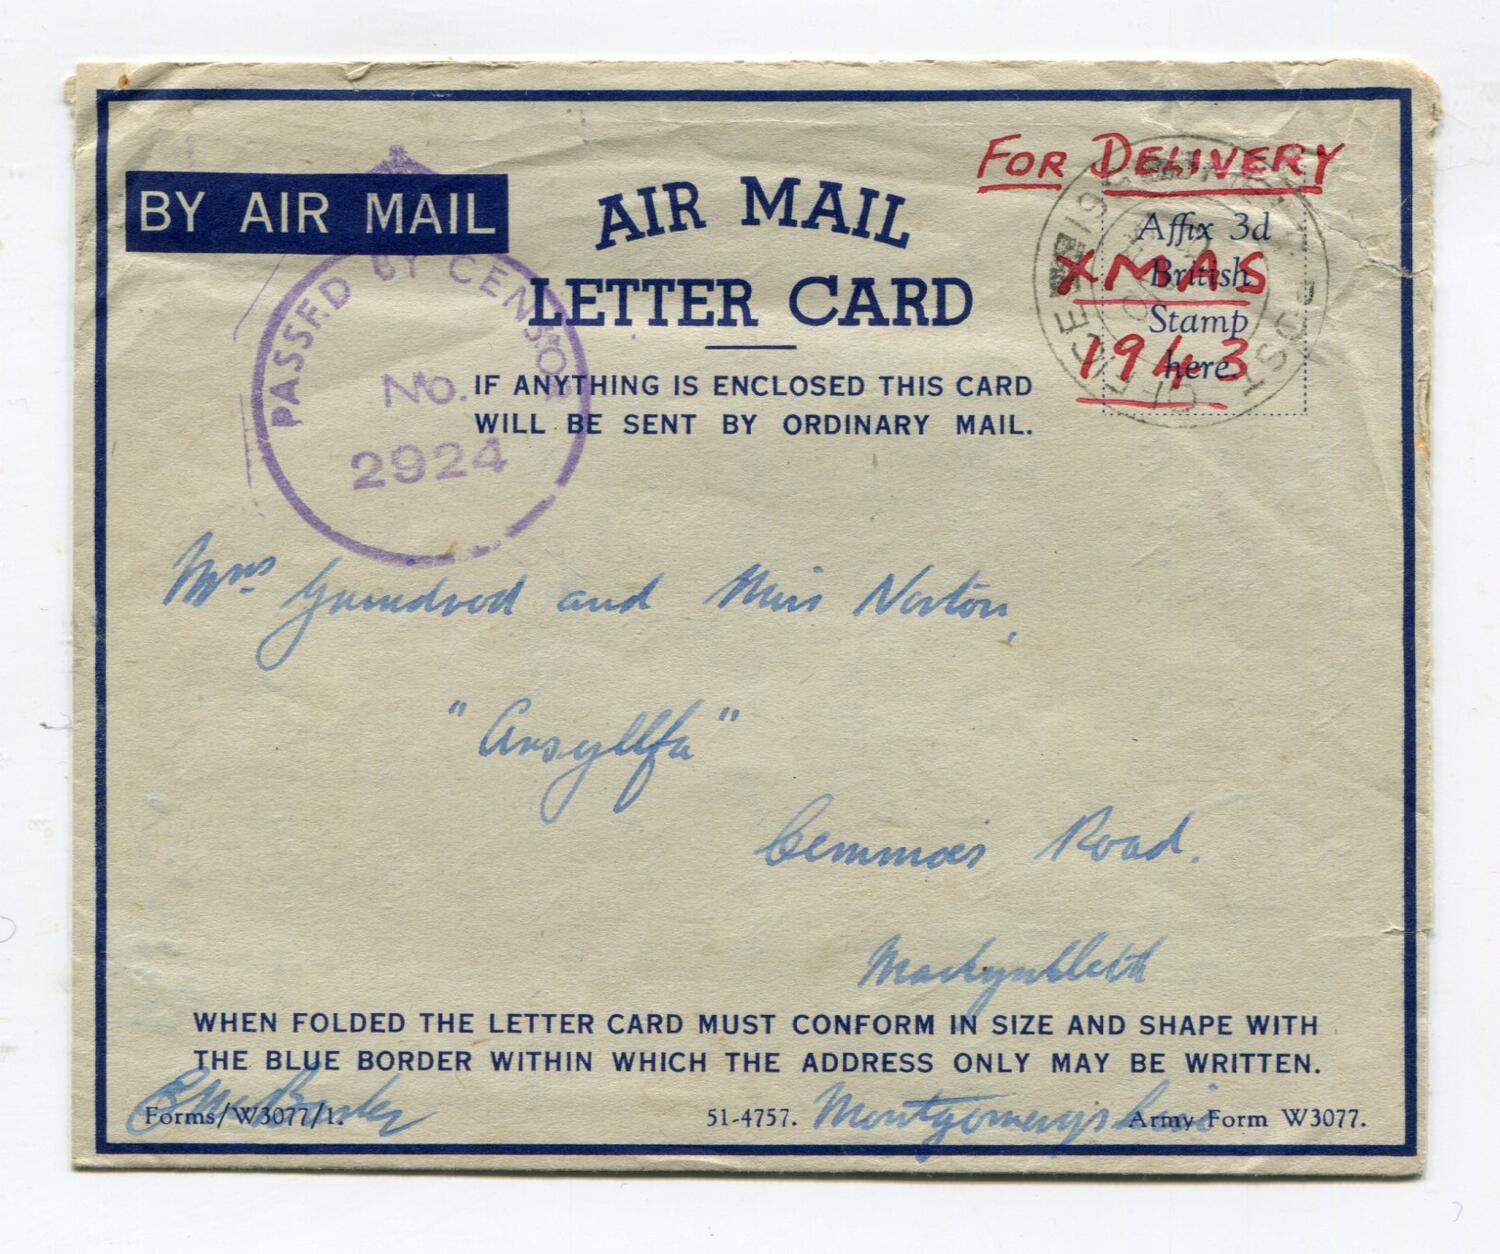 FOR DELIVERY
BY AIR MAIL
AIR MAIL
LETTER CARD
Affix 3d
British
Stamp
here
XMAS
1943
PASSED BY CENSOR
No.
2924
IF ANYTHING IS ENCLOSED THIS CARD
WILL BE SENT BY ORDINARY MAIL.
Mrs and Miss Norton,
Cemmaes Road.
Machynlleth
WHEN FOLDED THE LETTER CARD MUST CONFORM IN SIZE AND SHAPE WITH
THE BLUE BORDER WITHIN WHICH THE ADDRESS ONLY MAY BE WRITTEN.
Montgomeryshire
Forms/W3077/1.
51-4757.
Army Form W3077.